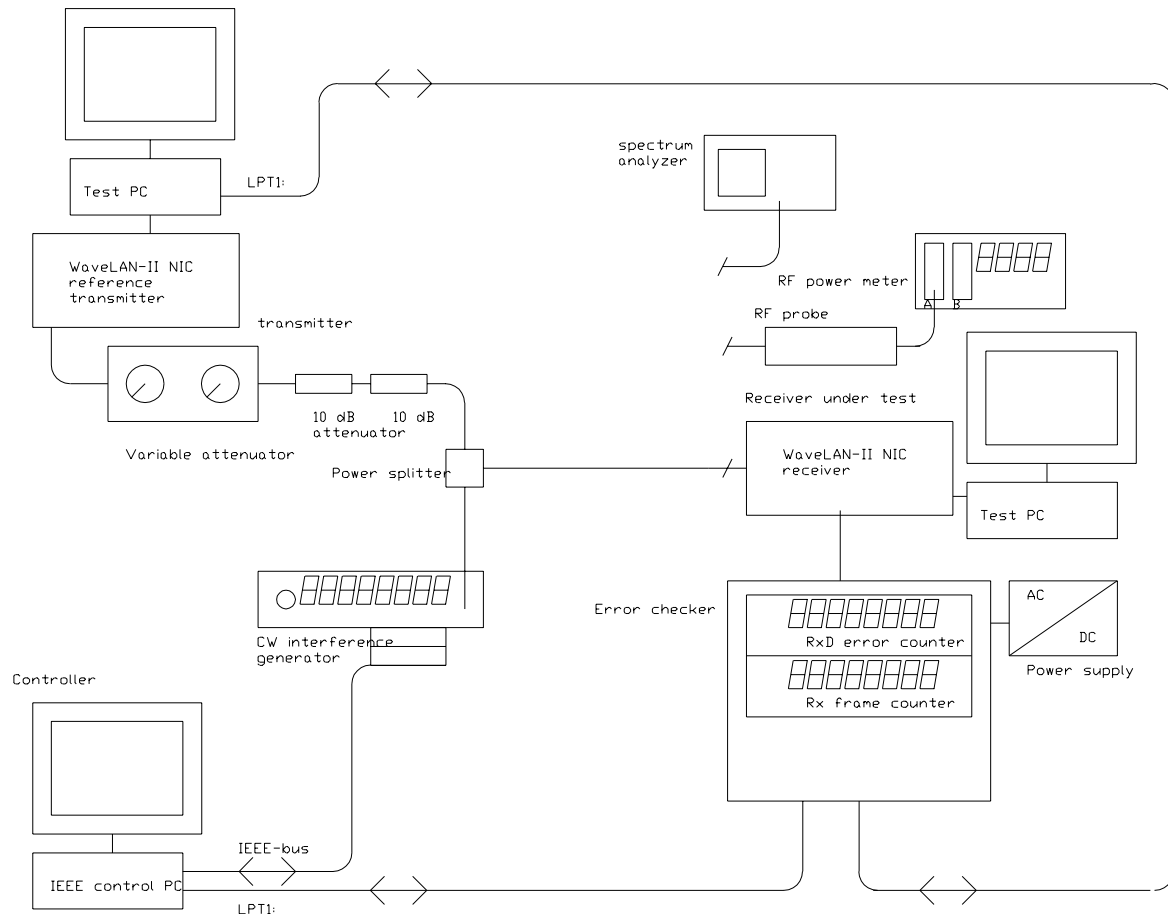 Test PC
LPT1:
WaveLAN-II NIC
reference
transmitter
transmitter
Variable attenuator
10 dB
10 dB
attenuator
Power splitter
spectrum
analyzer
RF power meter
A
B
RF probe
Receiver under test
WaveLAN-II NIC
receiver
Test PC
CW interference
generator
Error checker
RxD error counter
Rx frame counter
AC
DC
Power supply
Controller
IEEE-bus
IEEE control PC
LPT1: